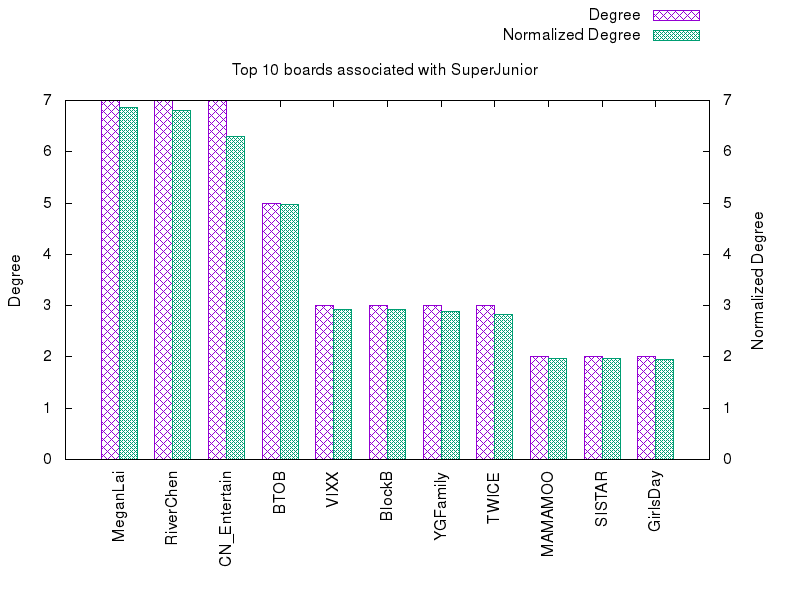 Degree
Normalized Degree
Top 10 boards associated with SuperJunior
7
6
5
4
3
2
1
0
Degree
7
6
5
4
3
2
1
0
Normalized Degree
MeganLai
RiverChen
CN_Entertain
BTOB
VIXX
BlockB
YGFamily
TWICE
MAMAMOO
SISTAR
GirlsDay